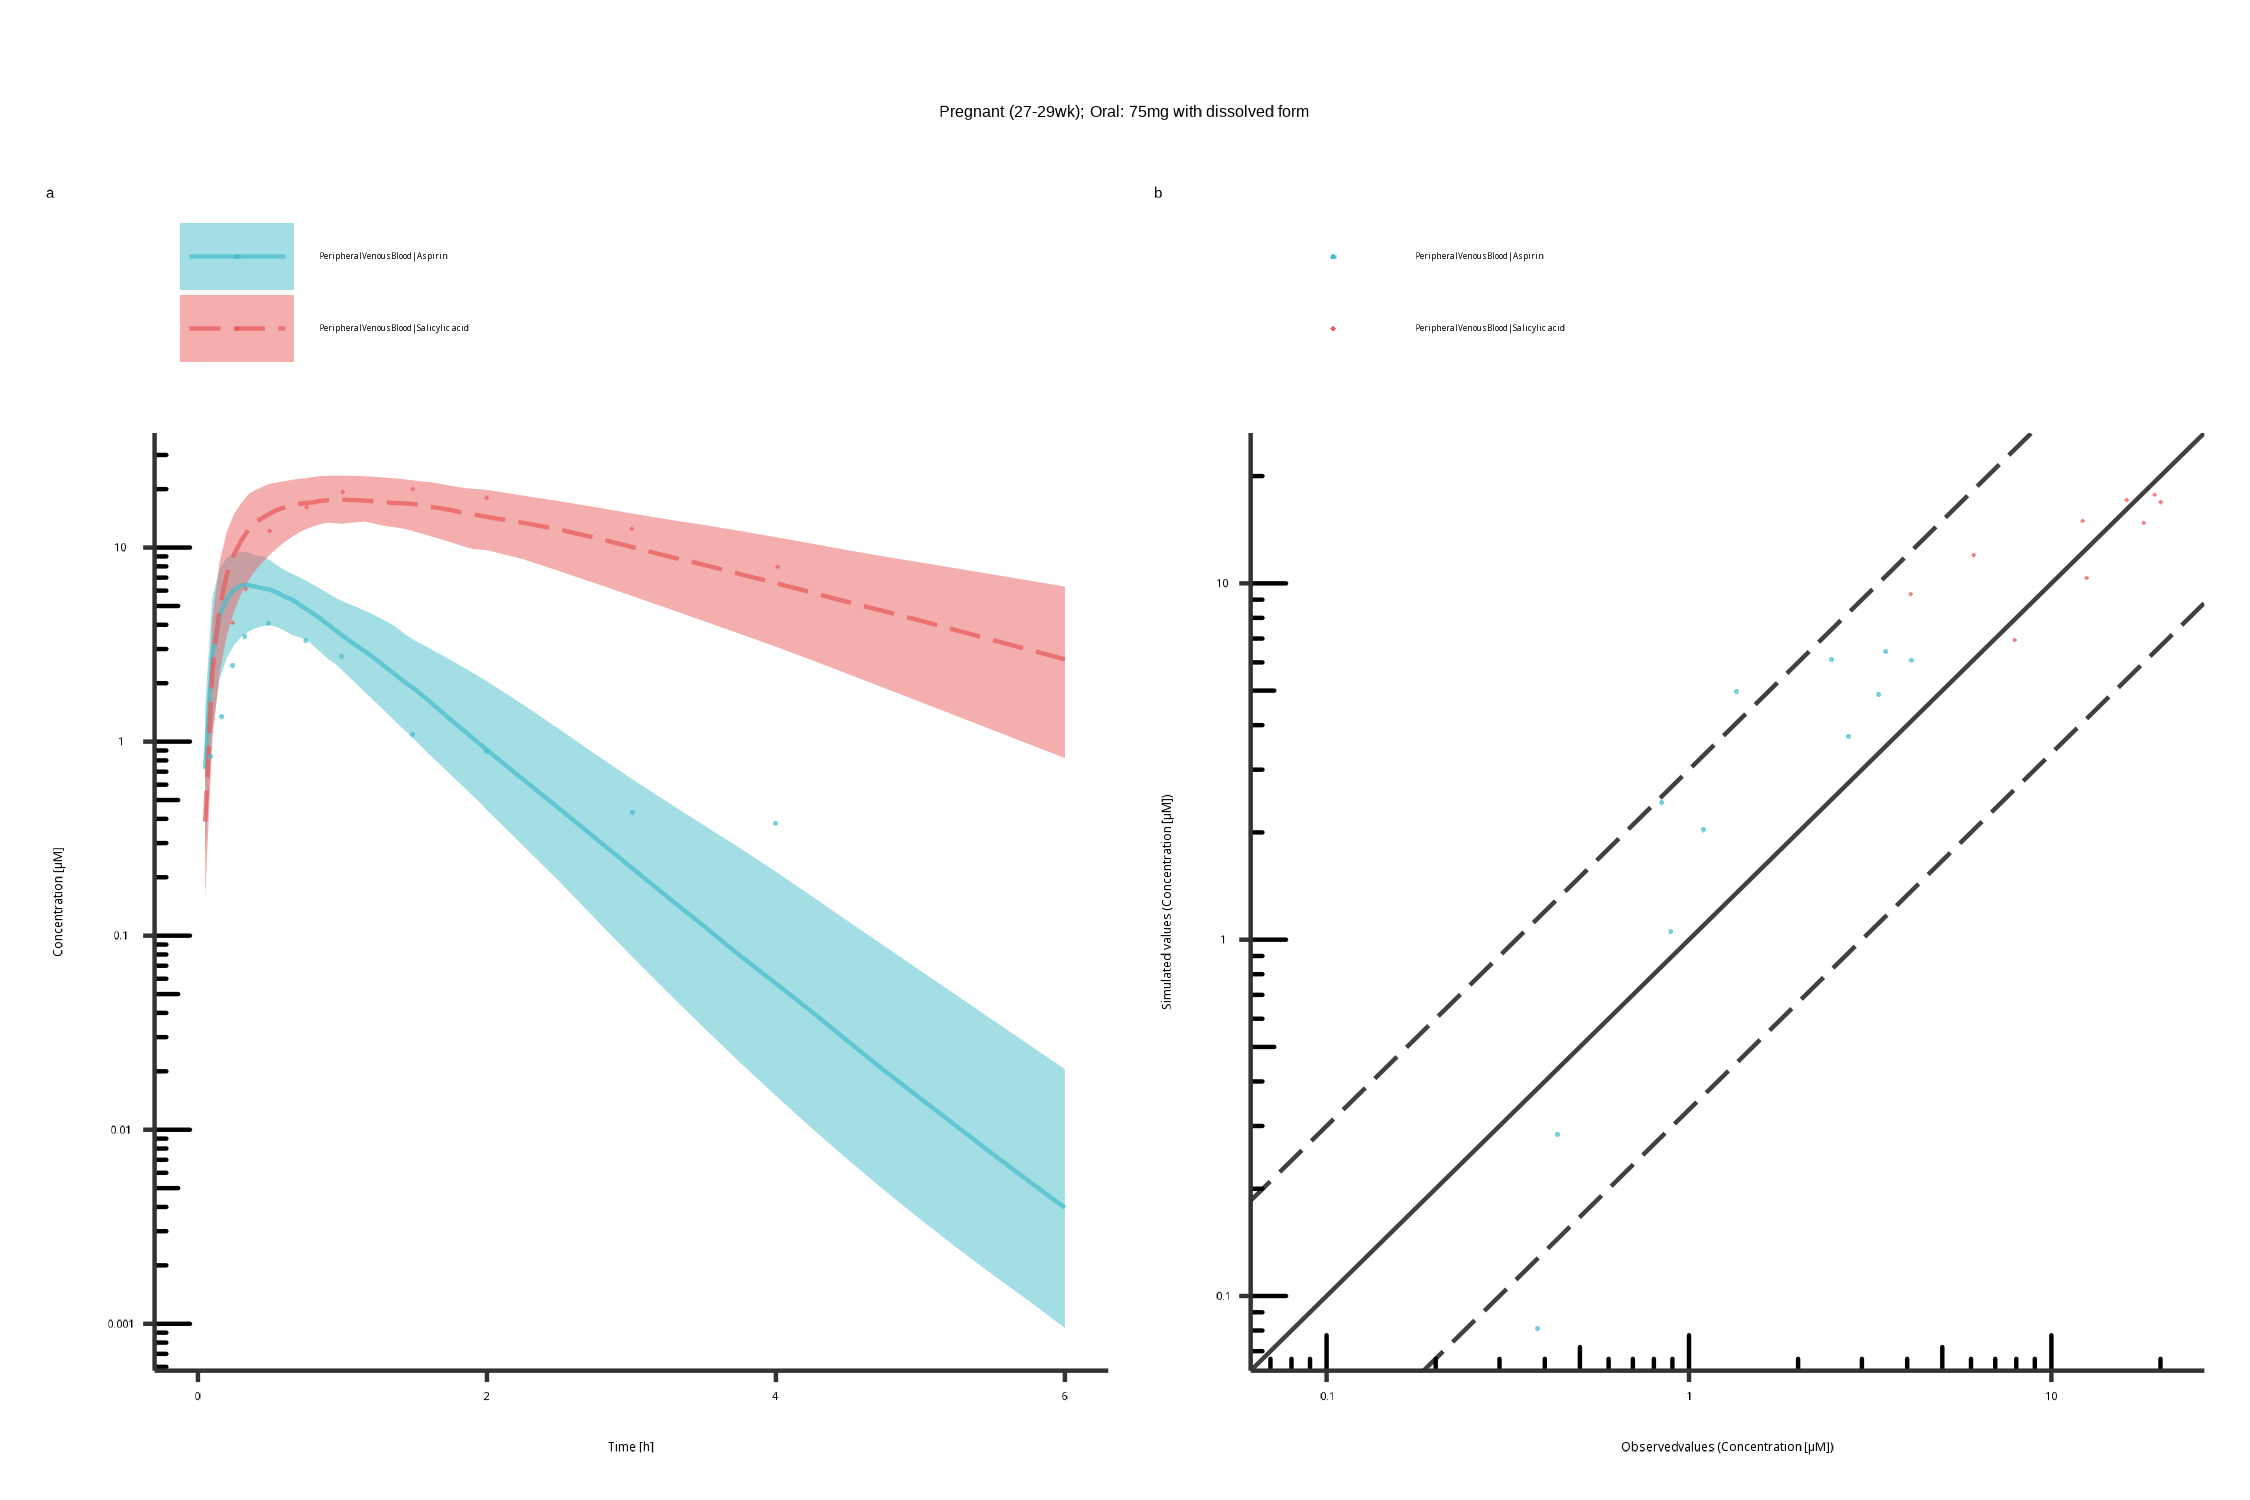 Pregnant (27-29wk); Oral: 75mg with dissolved form
a
PeripheralVenousBlood|Aspirin
PeripheralVenousBlood|Salicylic acid
10
1
0.1
0.01
0.001
Concentration [µM]
0
2
4
6
Time [h]
b
PeripheralVenousBlood|Aspirin
PeripheralVenousBlood|Salicylic acid
10
1
0.1
Simulated values (Concentration [µM])
0.1
1
10
Observedvalues (Concentration [µM])